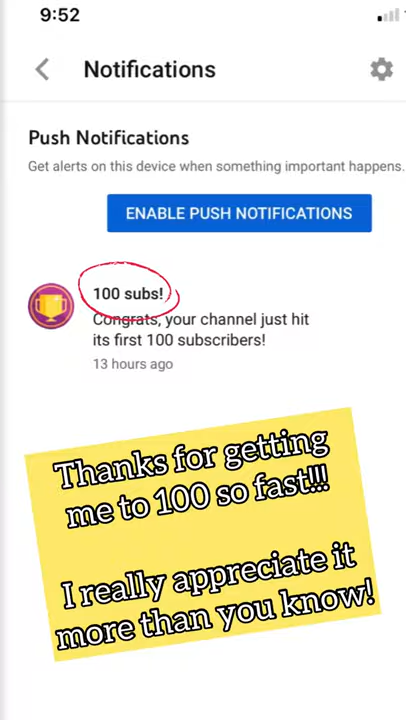 9:52
Notifications
Push Notifications
Get alerts on this device when something important happens.
ENABLE PUSH NOTIFICATIONS
100 subs!
Congrats, your channel just hit
its first 100 subscribers!
13 hours ago
Thanks for getting
me to 100 so fast!!!
I really appreciate it
more than you know!